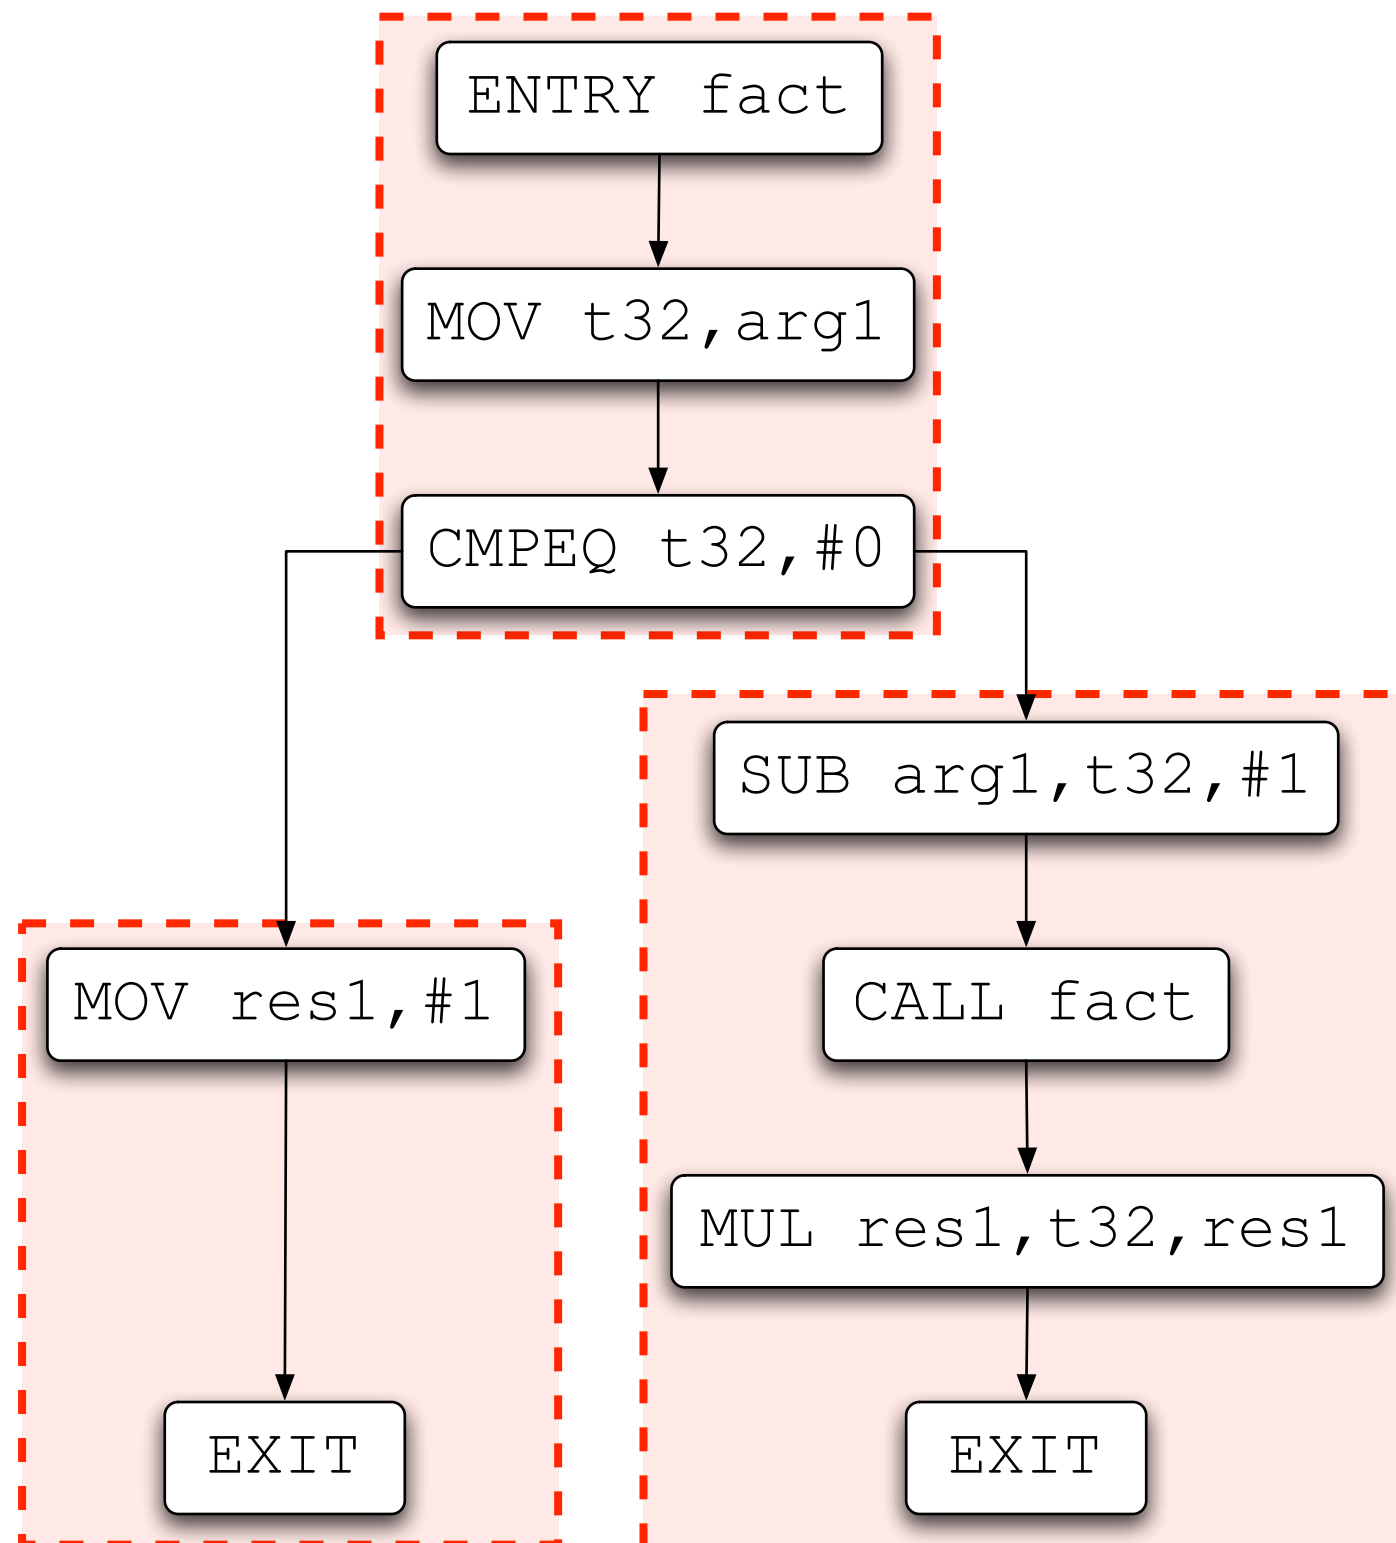 ENTRY fact
MOV t32,arg1
CMPEQ t32,#0
SUB arg1,t32,#1
MOV res1,#1
CALL fact
MUL res1,t32,res1
EXIT
EXIT